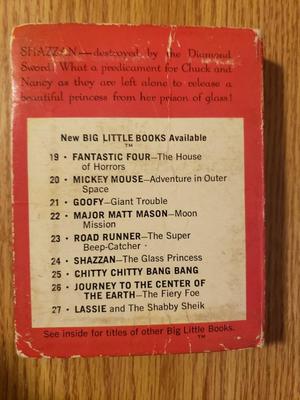 SHAZZAN—destroyed by the Diamond
Sword! What a predicament for Chuck and
Nancy as they are left alone to release a
beautiful princess from her prison of glass!
New BIG LITTLE BOOKS Available
TM
19 • FANTASTIC FOUR—The House
of Horrors
20 • MICKEY MOUSE—Adventure in Outer
Space
21 • GOOFY—Giant Trouble
22 • MAJOR MATT MASON—Moon
Mission
23 • ROAD RUNNER—The Super
Beep-Catcher
24 • SHAZZAN—The Glass Princess
25 • CHITTY CHITTY BANG BANG
26 • JOURNEY TO THE CENTER OF
THE EARTH—The Fiery Foe
27 • LASSIE and The Shabby Sheik
See inside for titles of other Big Little Books.
TM